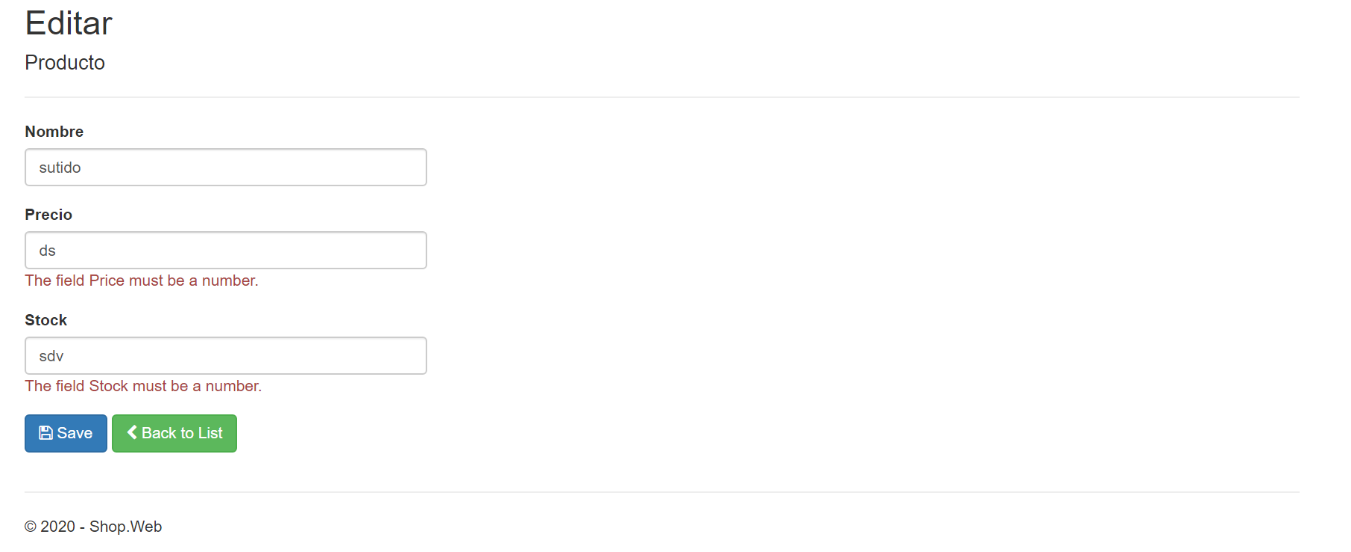 Editar
Producto
Nombre
sutido
Precio
ds
The field Price must be a number.
Stock
sdv
The field Stock must be a number.
Save Back to List
© 2020 - Shop.Web